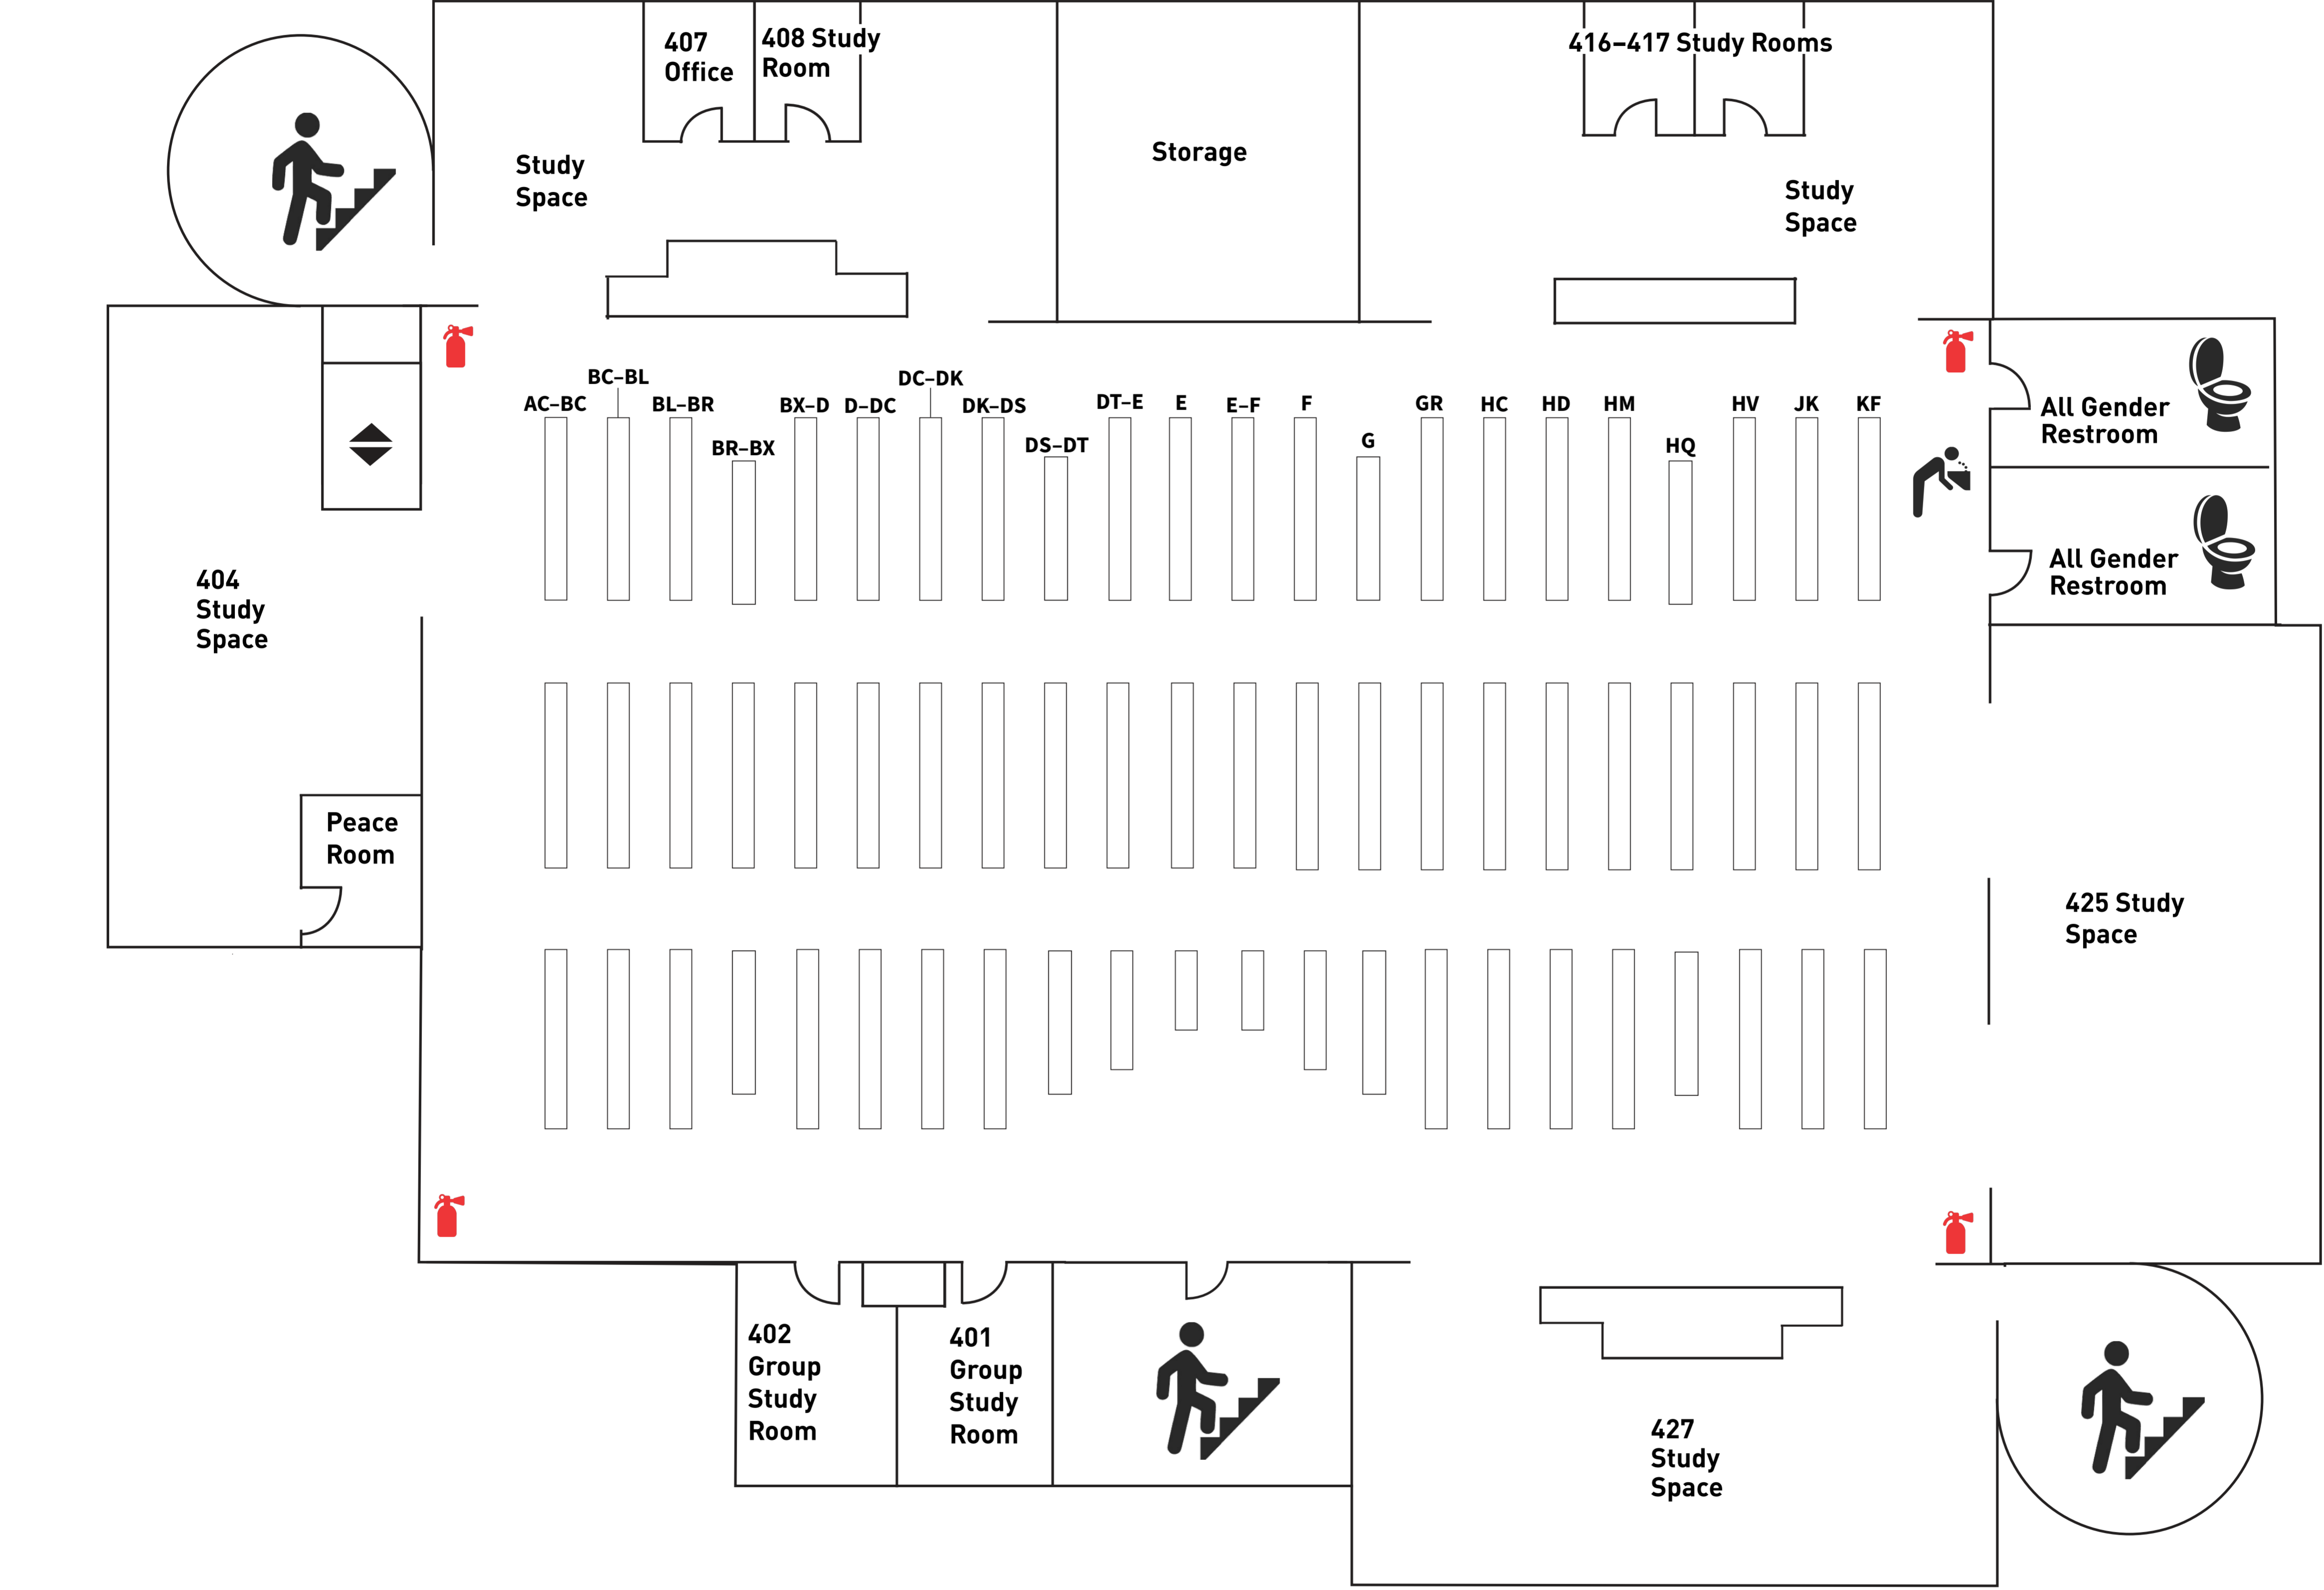 407
Office
408 Study
Room
416–417 Study Rooms
Study
Space
Storage
Study
Space
AC–BC
BC–BL
BL–BR
BR–BX
BX–D
D–DC
DC–DK
DK–DS
DS–DT
DT–E
E
E–F
F
G
GR
HC
HD
HM
HQ
HV
JK
KF
All Gender
Restroom
All Gender
Restroom
404
Study
Space
Peace
Room
425 Study
Space
402
Group
Study
Room
401
Group
Study
Room
427
Study
Space